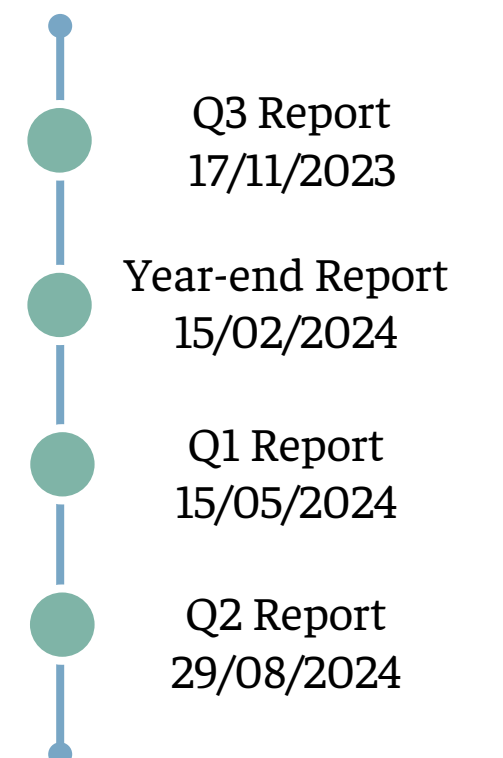 Q3 Report
17/11/2023
Year-end Report
15/02/2024
Q1 Report
15/05/2024
Q2 Report
29/08/2024